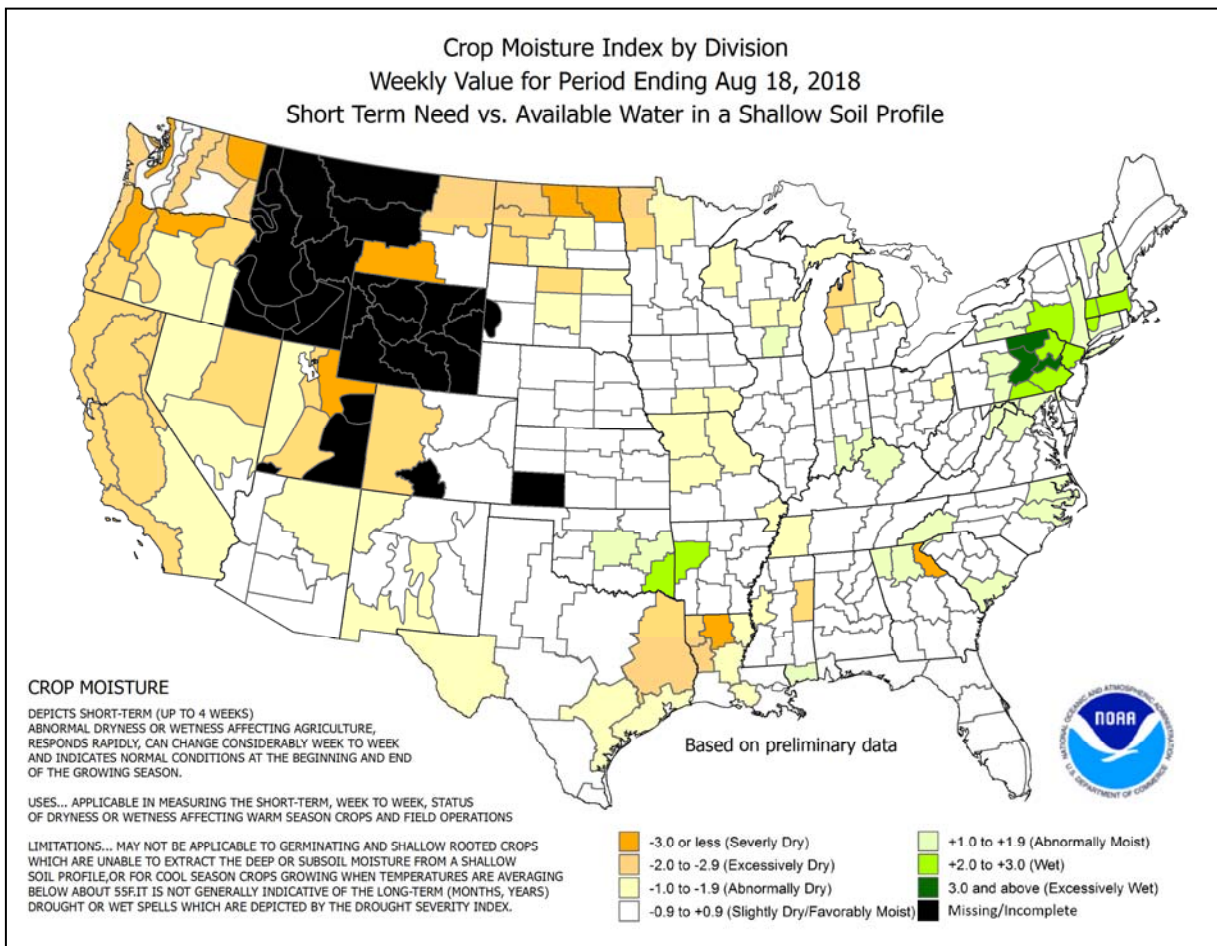 Crop Moisture Index by Division
Weekly Value for Period Ending Aug 18, 2018
Short Term Need vs. Available Water in a Shallow Soil Profile
CROP MOISTURE
DEPICTS SHORT-TERM (UP TO 4 WEEKS)
ABNORMAL DRYNESS OR WETNESS AFFECTING AGRICULTURE,
RESPONDS RAPIDLY, CAN CHANGE CONSIDERABLY WEEK TO WEEK
AND INDICATES NORMAL CONDITIONS AT THE BEGINNING AND END
OF THE GROWING SEASON.
USES... APPLICABLE IN MEASURING THE SHORT-TERM, WEEK TO WEEK, STATUS
OF DRYNESS OR WETNESS AFFECTING WARM SEASON CROPS AND FIELD OPERATIONS
LIMITATIONS... MAY NOT BE APPLICABLE TO GERMINATING AND SHALLOW ROOTED CROPS
WHICH ARE UNABLE TO EXTRACT THE DEEP OR SUBSOIL MOISTURE FROM A SHALLOW
SOIL PROFILE,OR FOR COOL SEASON CROPS GROWING WHEN TEMPERATURES ARE AVERAGING
BELOW ABOUT 55F.IT IS NOT GENERALLY INDICATIVE OF THE LONG-TERM (MONTHS, YEARS)
DROUGHT OR WET SPELLS WHICH ARE DEPICTED BY THE DROUGHT SEVERITY INDEX.
Based on preliminary data
NATIONAL OCEANIC AND ATMOSPHERIC ADMINISTRATION
NOAA
U.S. DEPARTMENT OF COMMERCE
-3.0 or less (Severly Dry)
-2.0 to -2.9 (Excessively Dry)
-1.0 to -1.9 (Abnormally Dry)
-0.9 to +0.9 (Slightly Dry/Favorably Moist)
+1.0 to +1.9 (Abnormally Moist)
+2.0 to +3.0 (Wet)
3.0 and above (Excessively Wet)
Missing/Incomplete